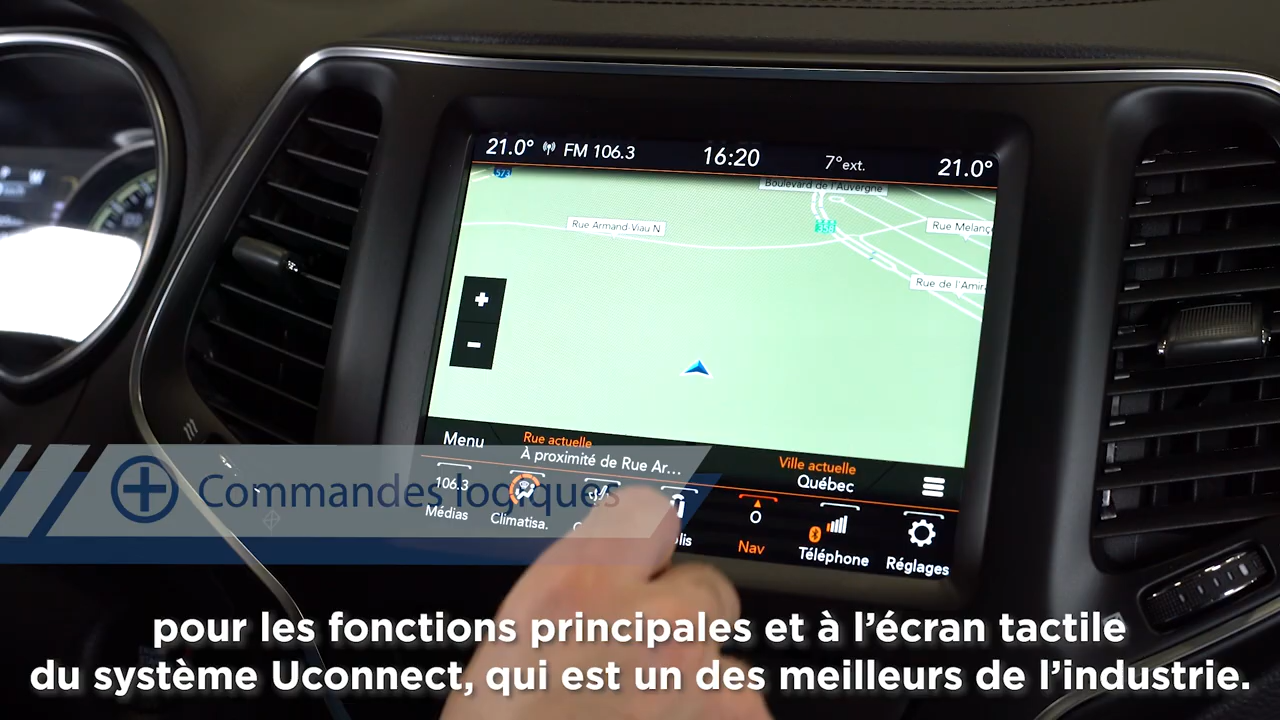 21.0° FM 106.3 16:20 7°ext. 21.0°
573
Boulevard de l'Auvergne
Rue Armand-Viau N
Rue Melanç
Rue de l'Amir
+
-
Menu
Rue actuelle
À proximité de Rue Ar...
Ville actuelle
Québec
106.3
Médias
Climatisa.
Nav
Téléphone
Réglages
Commandes logiques
pour les fonctions principales et à l'écran tactile
du système Uconnect, qui est un des meilleurs de l'industrie.